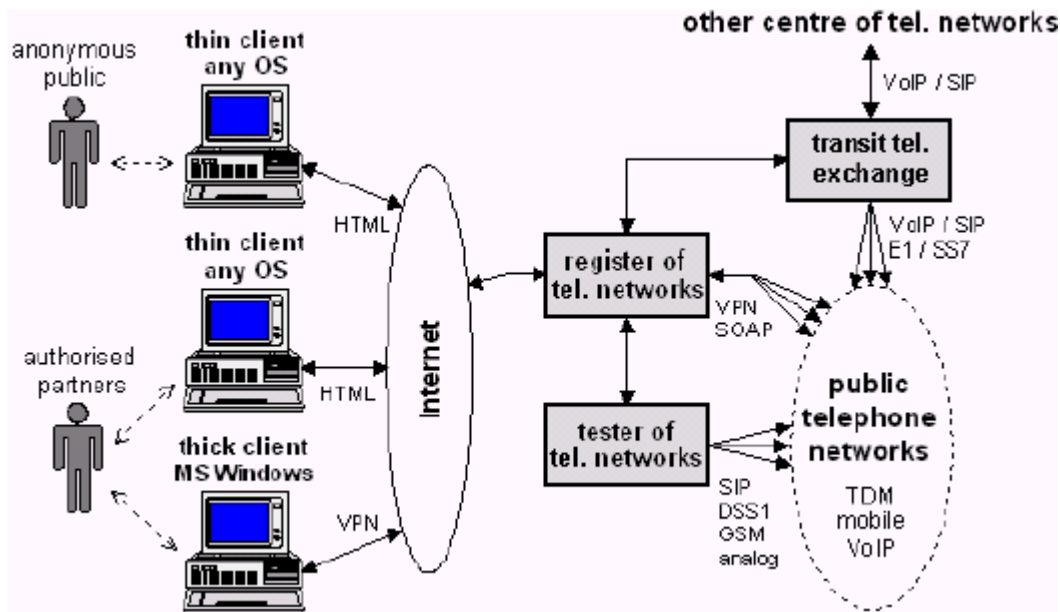 anonymous
public
thin client
any OS
HTML
thin client
any OS
HTML
authorised
partners
thick client
MS Windows
VPN
Internet
other centre of tel. networks
VoIP / SIP
transit tel.
exchange
VoIP / SIP
E1 / SS7
register of
tel. networks
VPN
SOAP
tester of
tel. networks
SIP
DSS1
GSM
analog
public
telephone
networks
TDM
mobile
VoIP